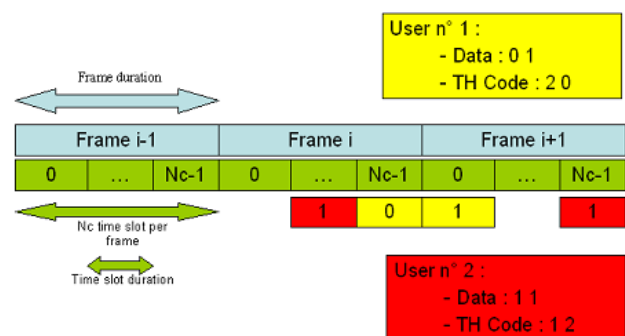 User n° 1 :
- Data : 0 1
- TH Code : 2 0
Frame duration
Frame i-1 Frame i Frame i+1
0 ... Nc-1 0 ... Nc-1 0 ... Nc-1
1 0 1 1
Nc time slot per
frame
Time slot duration
User n° 2 :
- Data : 1 1
- TH Code : 1 2